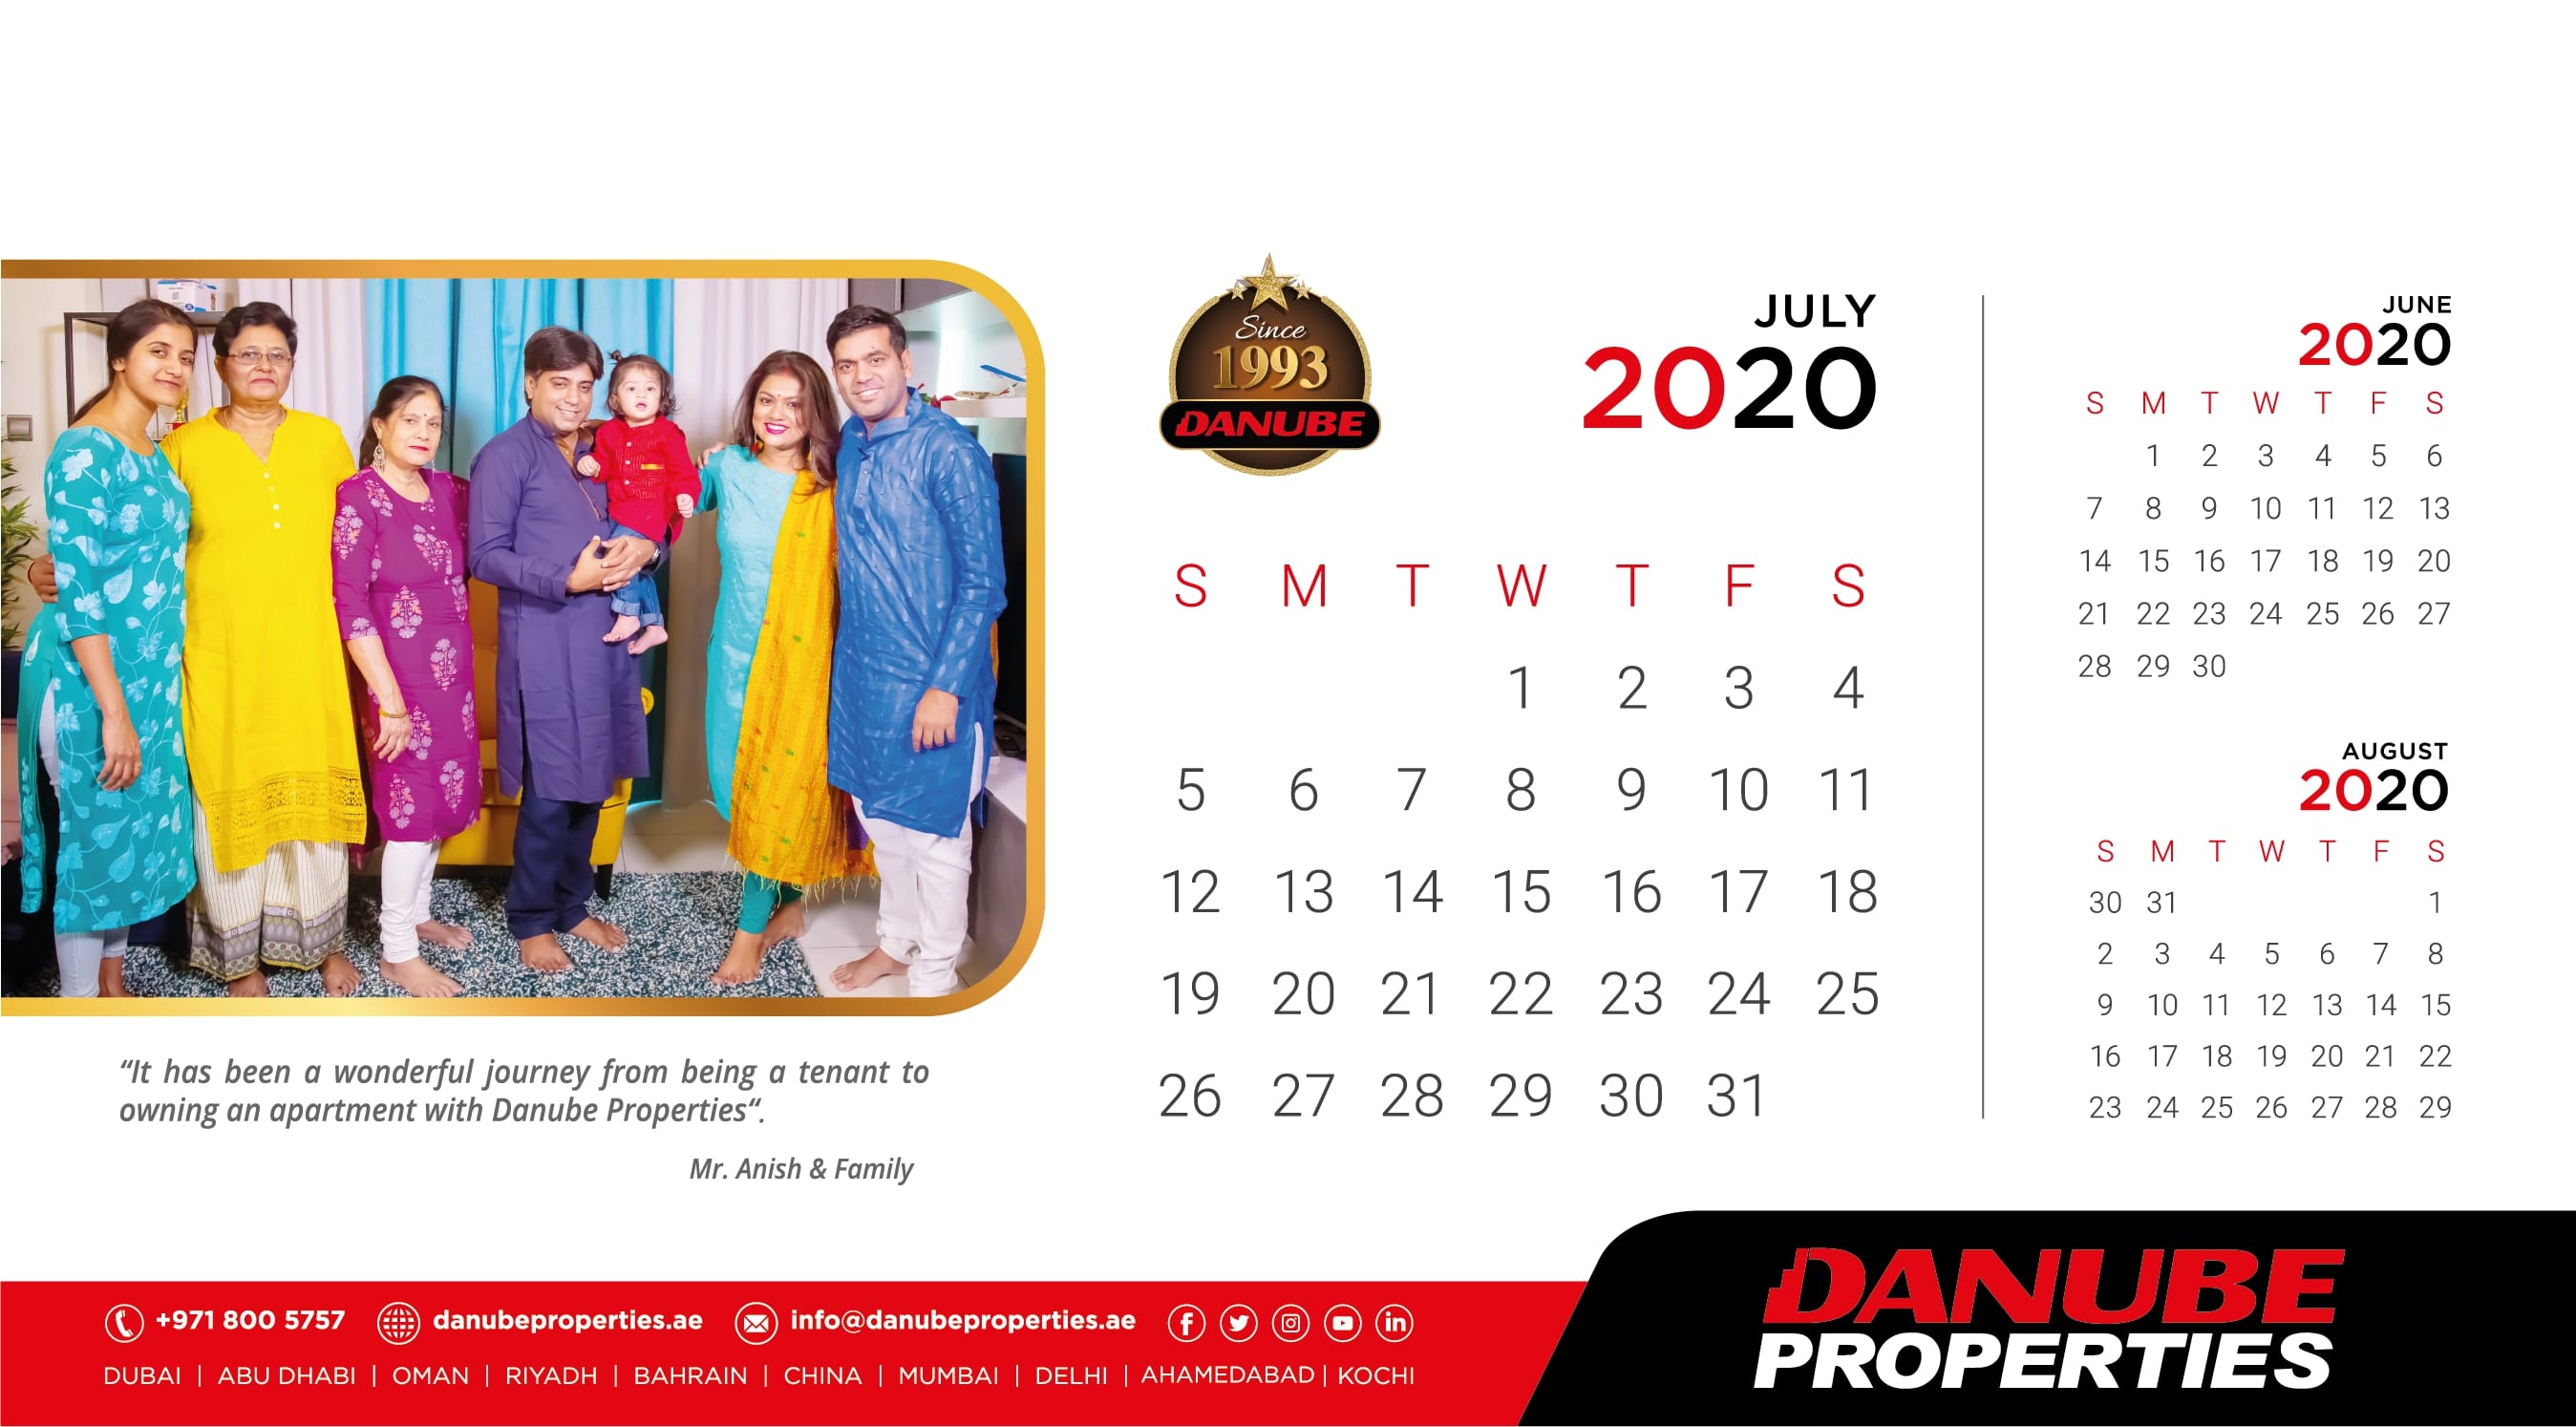 “It has been a wonderful journey from being a tenant to
owning an apartment with Danube Properties“.
Mr. Anish & Family
Since
1993
DANUBE
JULY
2020
S M T W T F S
1 2 3 4
5 6 7 8 9 10 11
12 13 14 15 16 17 18
19 20 21 22 23 24 25
26 27 28 29 30 31
JUNE
2020
S M T W T F S
1 2 3 4 5 6
7 8 9 10 11 12 13
14 15 16 17 18 19 20
21 22 23 24 25 26 27
28 29 30
AUGUST
2020
S M T W T F S
30 31 1
2 3 4 5 6 7 8
9 10 11 12 13 14 15
16 17 18 19 20 21 22
23 24 25 26 27 28 29
+971 800 5757 danubeproperties.ae info@danubeproperties.ae
DUBAI | ABU DHABI | OMAN | RIYADH | BAHRAIN | CHINA | MUMBAI | DELHI | AHAMEDABAD | KOCHI
DANUBE
PROPERTIES